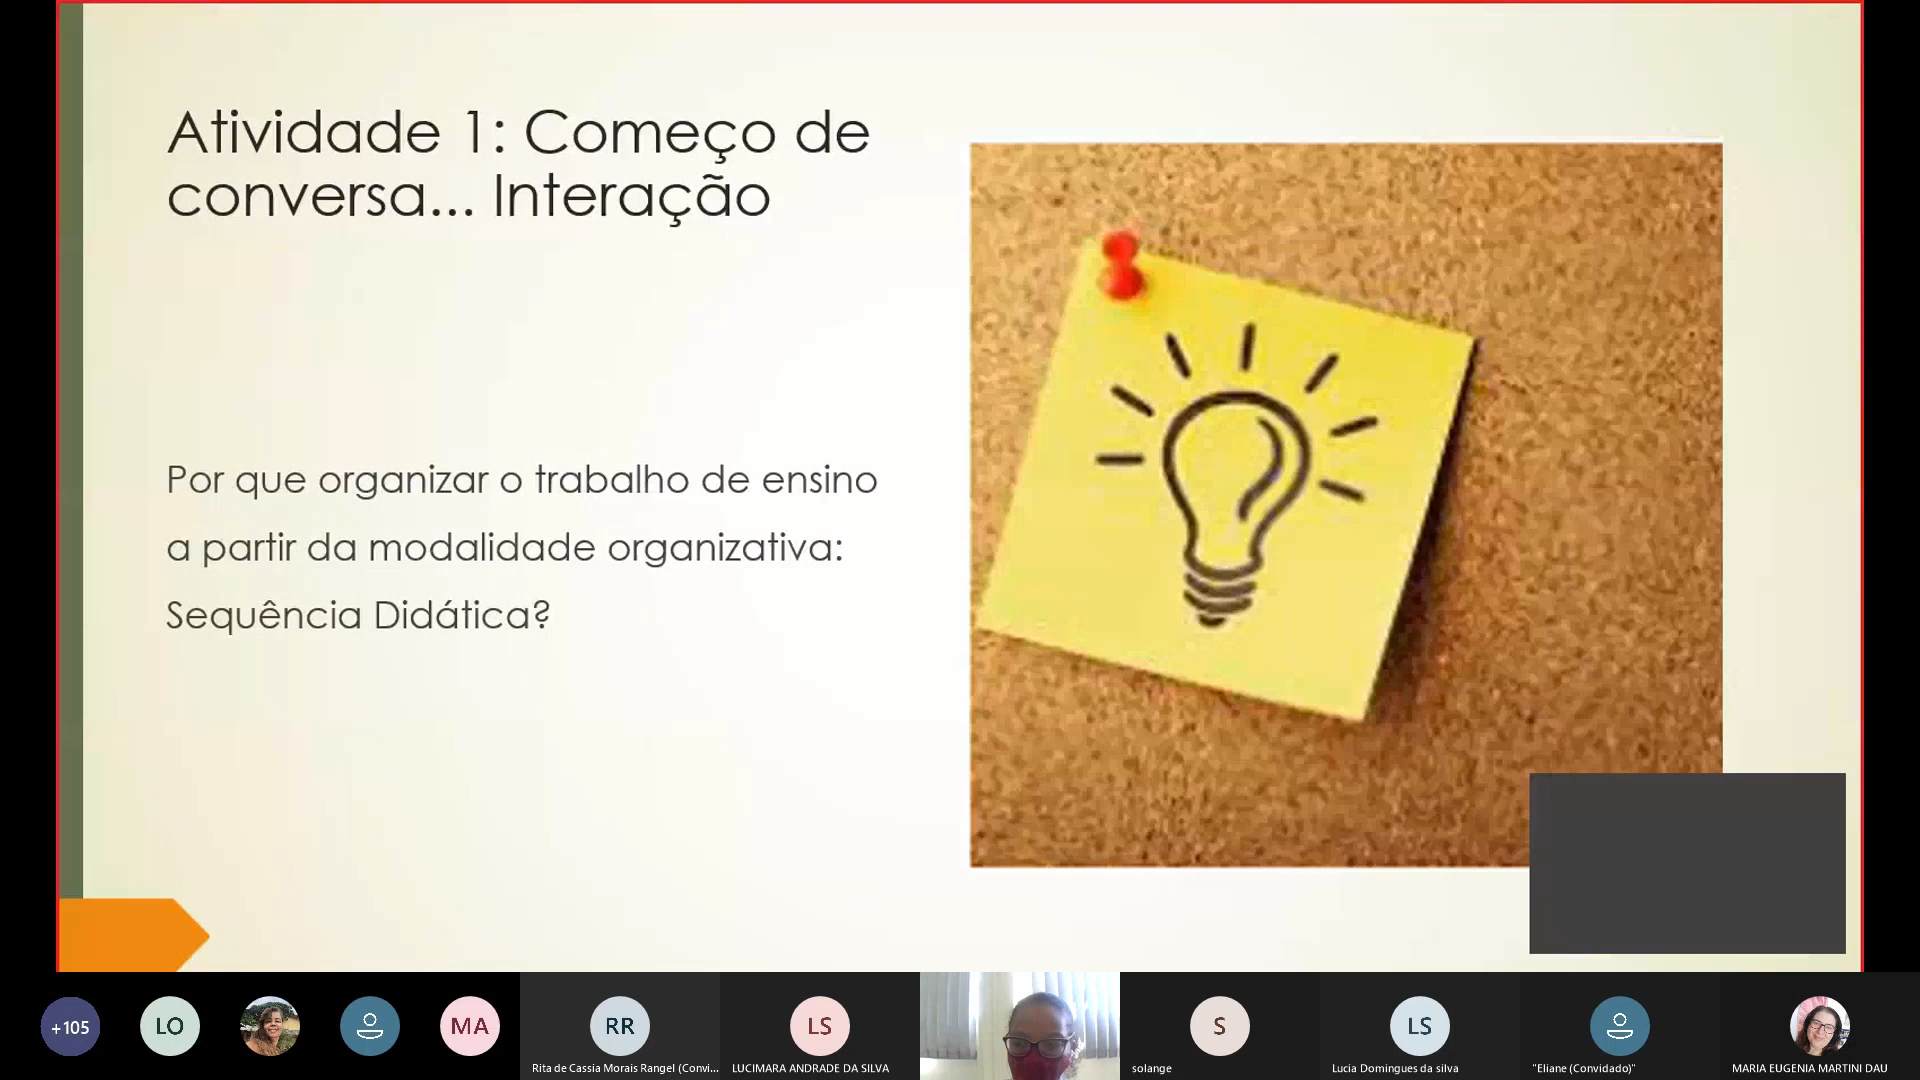 Atividade 1: Começo de
conversa... Interação
Por que organizar o trabalho de ensino
a partir da modalidade organizativa:
Sequência Didática?
+105
LO
MA
RR
LS
S
LS
Rita de Cassia Morais Rangel (Convi...
LUCIMARA ANDRADE DA SILVA
solange
Lucia Domingues da silva
"Eliane (Convidado)"
MARIA EUGENIA MARTINI DAU